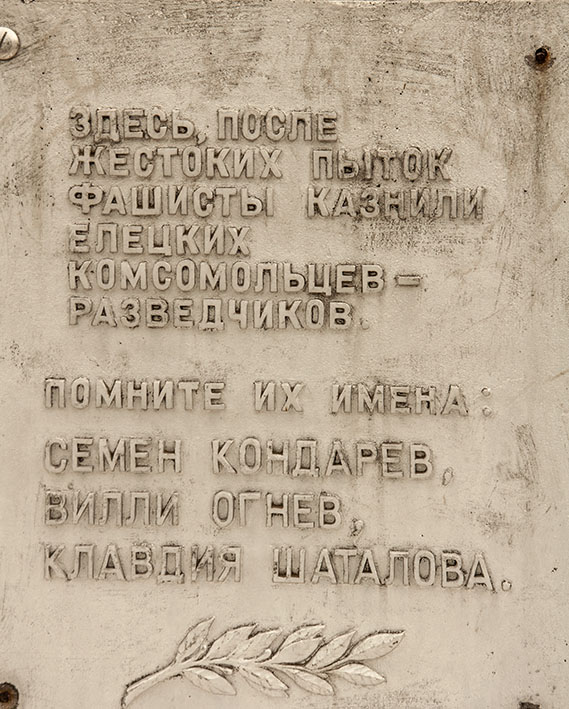 ЗДЕСЬ, ПОСЛЕ
ЖЕСТОКИХ ПЫТОК
ФАШИСТЫ КАЗНИЛИ
ЕЛЕЦКИХ
КОМСОМОЛЬЦЕВ –
РАЗВЕДЧИКОВ.
ПОМНИТЕ ИХ ИМЕНА:
СЕМЕН КОНДАРЕВ,
ВИЛЛИ ОГНЕВ,
КЛАВДИЯ ШАТАЛОВА.